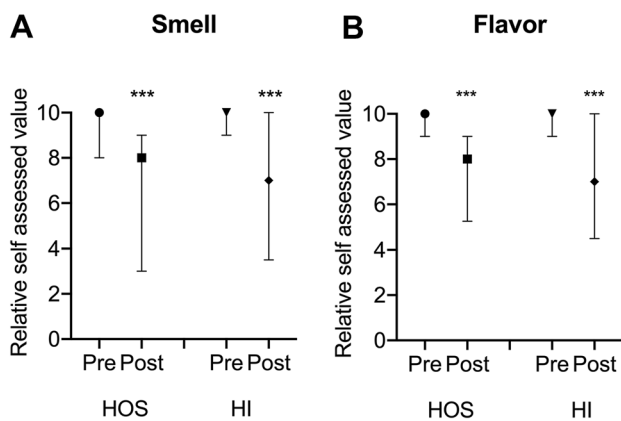 A
Smell
Relative self assessed value
10
8
6
4
2
0
***
***
Pre Post
Pre Post
HOS
HI
B
Flavor
Relative self assessed value
10
8
6
4
2
0
***
***
Pre Post
Pre Post
HOS
HI